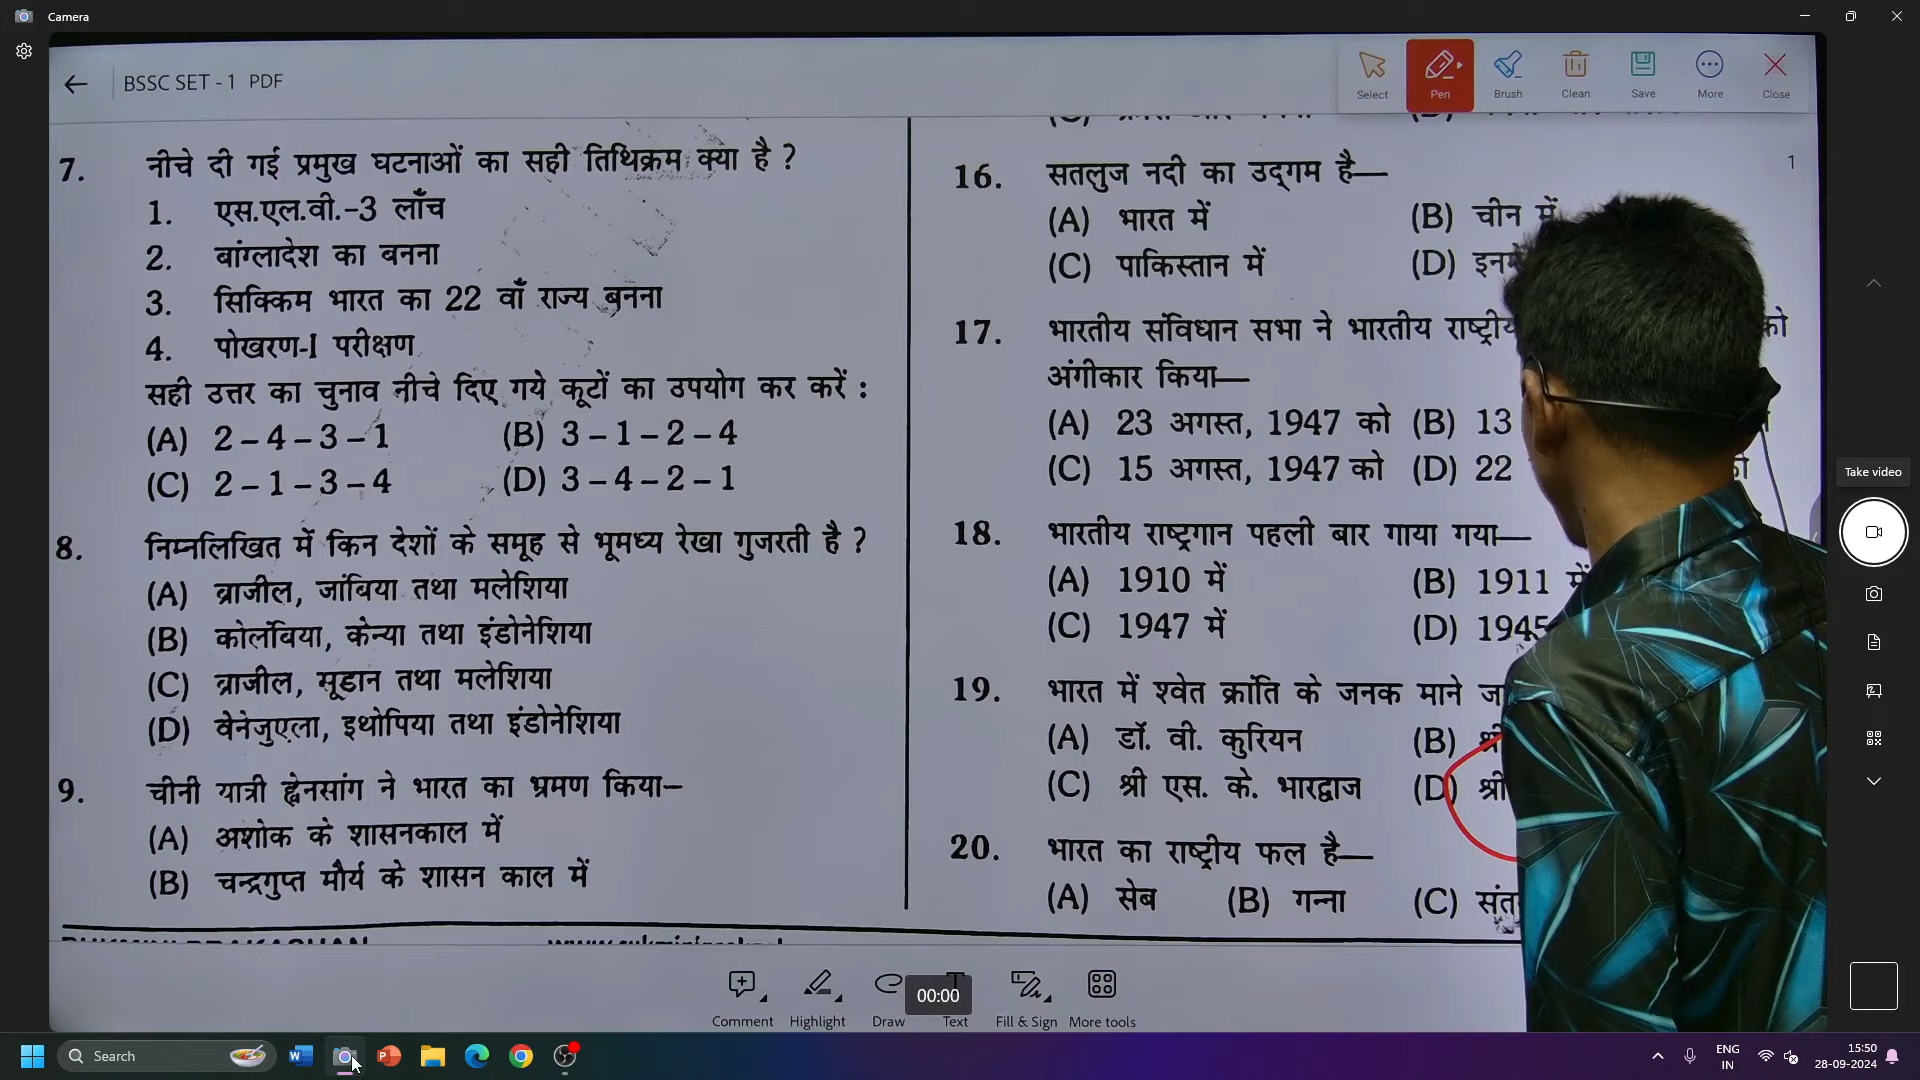 Camera
BSSC SET - 1 PDF
Select
Pen
Brush
Clean
Save
More
Close
1
7. नीचे दी गई प्रमुख घटनाओं का सही तिथिक्रम क्या है ?
1. एस.एल.वी.-3 लाँच
2. बांग्लादेश का बनना
3. सिक्किम भारत का 22 वाँ राज्य बनना
4. पोखरण-I परीक्षण
सही उत्तर का चुनाव नीचे दिए गये कूटों का उपयोग कर करें :
(A) 2 – 4 – 3 – 1 (B) 3 – 1 – 2 – 4
(C) 2 – 1 – 3 – 4 (D) 3 – 4 – 2 – 1
8. निम्नलिखित में किन देशों के समूह से भूमध्य रेखा गुजरती है ?
(A) ब्राजील, जांबिया तथा मलेशिया
(B) कोलंबिया, केन्या तथा इंडोनेशिया
(C) ब्राजील, सूडान तथा मलेशिया
(D) वेनेजुएला, इथोपिया तथा इंडोनेशिया
9. चीनी यात्री ह्वेनसांग ने भारत का भ्रमण किया–
(A) अशोक के शासनकाल में
(B) चन्द्रगुप्त मौर्य के शासन काल में
16. सतलुज नदी का उद्गम है—
(A) भारत में (B) चीन में
(C) पाकिस्तान में (D)
17. भारतीय संविधान सभा ने भारतीय राष्ट्रीय को
अंगीकार किया—
(A) 23 अगस्त, 1947 को (B) 13
(C) 15 अगस्त, 1947 को (D) 22
18. भारतीय राष्ट्रगान पहली बार गाया गया—
(A) 1910 में (B) 1911 में
(C) 1947 में (D) 1945
19. भारत में श्वेत क्रांति के जनक माने
(A) डॉ. वी. कुरियन (B) श्री
(C) श्री एस. के. भारद्वाज (D) श्री
20. भारत का राष्ट्रीय फल है—
(A) सेब (B) गन्ना (C)
Take video
Comment
Highlight
Draw
00:00
Text
Fill & Sign
More tools
Search
ENG
IN
15:50
28-09-2024